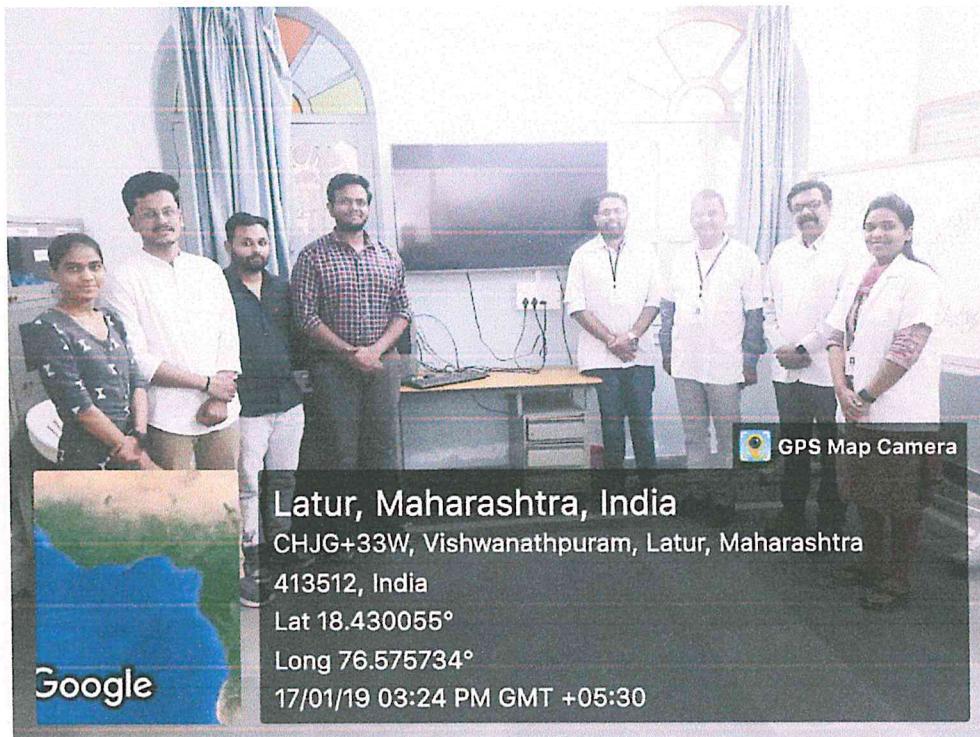 GPS Map Camera
Latur, Maharashtra, India
CHJG+33W, Vishwanathpuram, Latur, Maharashtra
413512, India
Lat 18.430055°
Long 76.575734°
17/01/19 03:24 PM GMT +05:30
Google